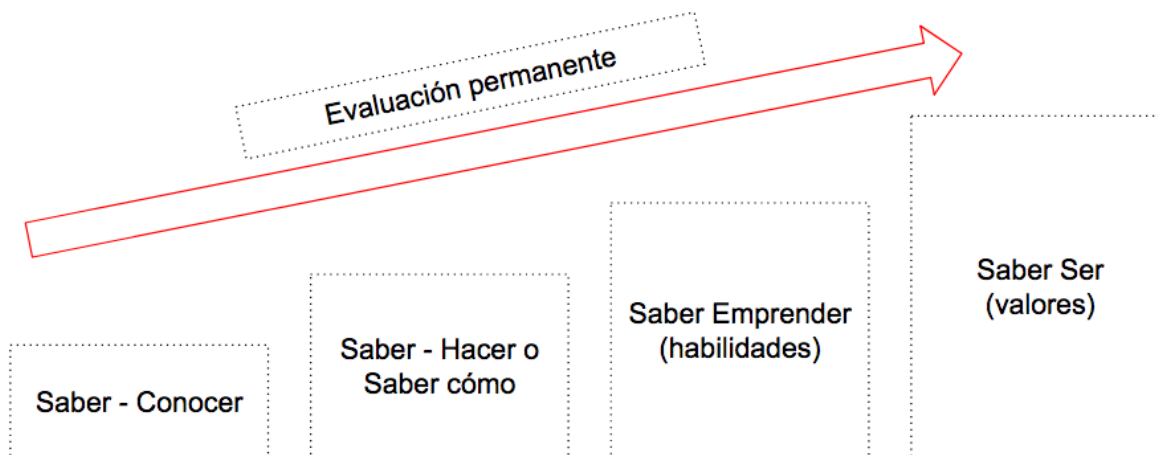 Evaluación permanente
Saber - Conocer
Saber - Hacer o
Saber cómo
Saber Emprender
(habilidades)
Saber Ser
(valores)